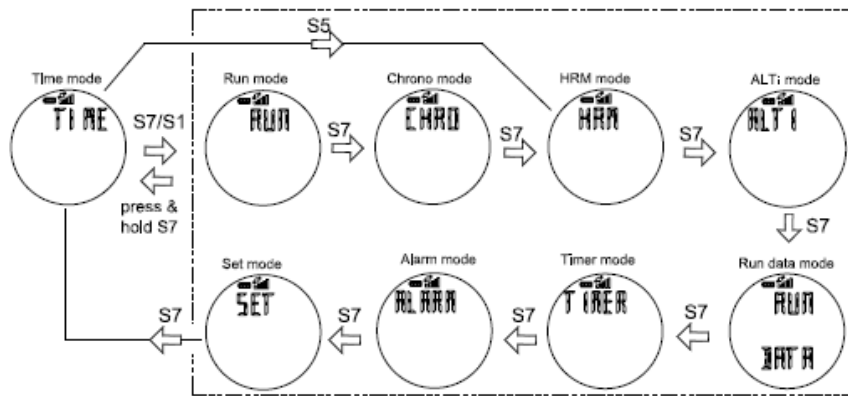 S5
Time mode
Run mode
Chrono mode
HRM mode
ALTi mode
TIME
S7/S1
RUN
S7
CHRO
S7
HRM
S7
ALTI
press &
hold S7
S7
Set mode
Alarm mode
Timer mode
Run data mode
S7
SET
S7
ALARM
S7
TIMER
S7
RUN
DATA